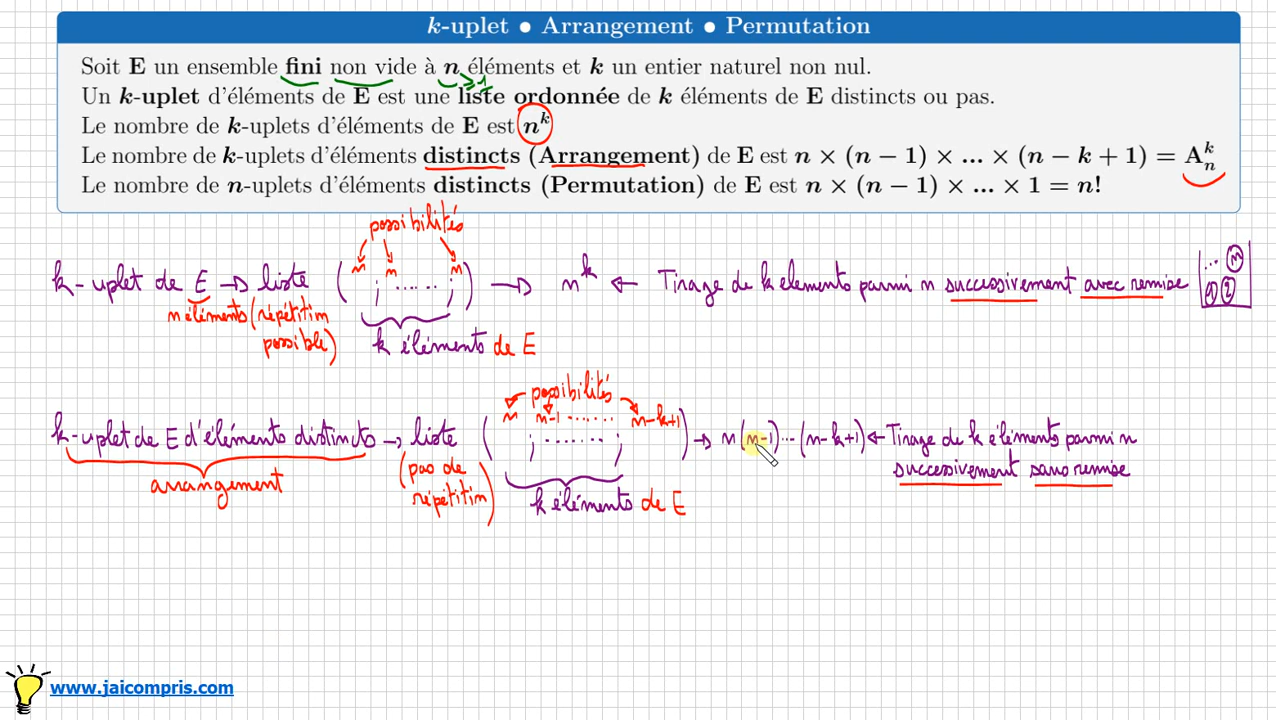 k-uplet • Arrangement • Permutation
Soit E un ensemble fini non vide à n éléments et k un entier naturel non nul.
⩾1
Un k-uplet d'éléments de E est une liste ordonnée de k éléments de E distincts ou pas.
Le nombre de k-uplets d'éléments de E est n^k
Le nombre de k-uplets d'éléments distincts (Arrangement) de E est n × (n − 1) × ... × (n − k + 1) = A_n^k
Le nombre de n-uplets d'éléments distincts (Permutation) de E est n × (n − 1) × ... × 1 = n!
possibilités
n n n
k-uplet de E → liste ( ; ...... ; ) → n^k ← Tirage de k elements parmi n successivement avec remise
... n
1 2
n éléments (répétition
possible)
k éléments de E
possibilités
n n-1 ....... n-k+1
k-uplet de E d'éléments distincts → liste ( ; ....... ; ) → n(n-1)...(n-k+1) ← Tirage de k éléments parmi n
successivement sans remise
arrangement
(pas de
répétition)
k éléments de E
www.jaicompris.com